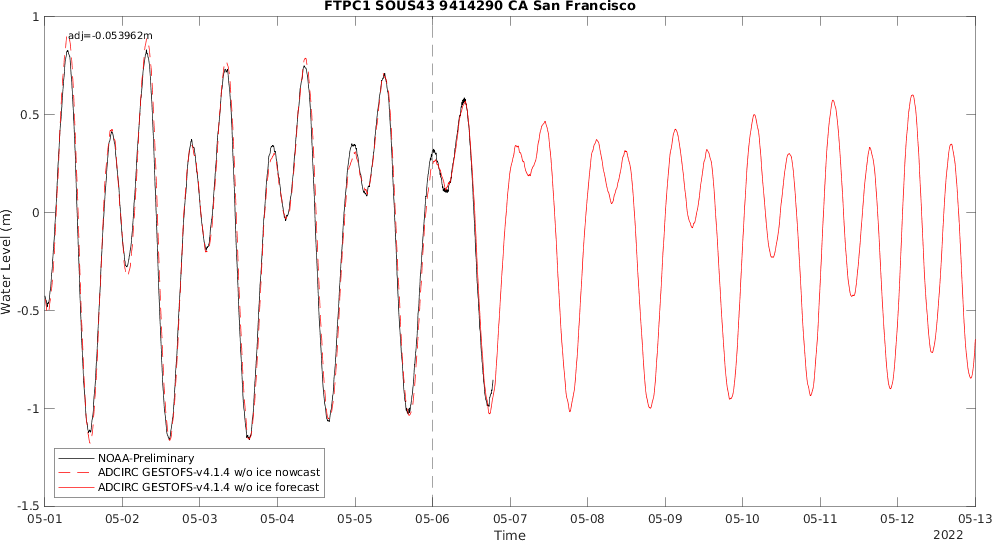 FTPC1 SOUS43 9414290 CA San Francisco
adj=-0.053962m
Water Level (m)
1
0.5
0
-0.5
-1
-1.5
NOAA-Preliminary
ADCIRC GESTOFS-v4.1.4 w/o ice nowcast
ADCIRC GESTOFS-v4.1.4 w/o ice forecast
05-01 05-02 05-03 05-04 05-05 05-06 05-07 05-08 05-09 05-10 05-11 05-12 05-13
Time
2022